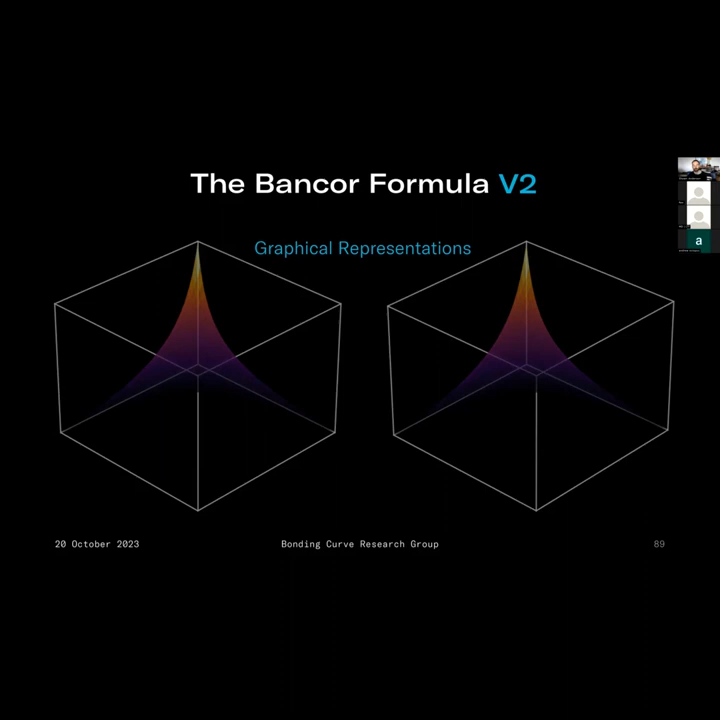 The Bancor Formula V2
Graphical Representations
a
20 October 2023
Bonding Curve Research Group
89